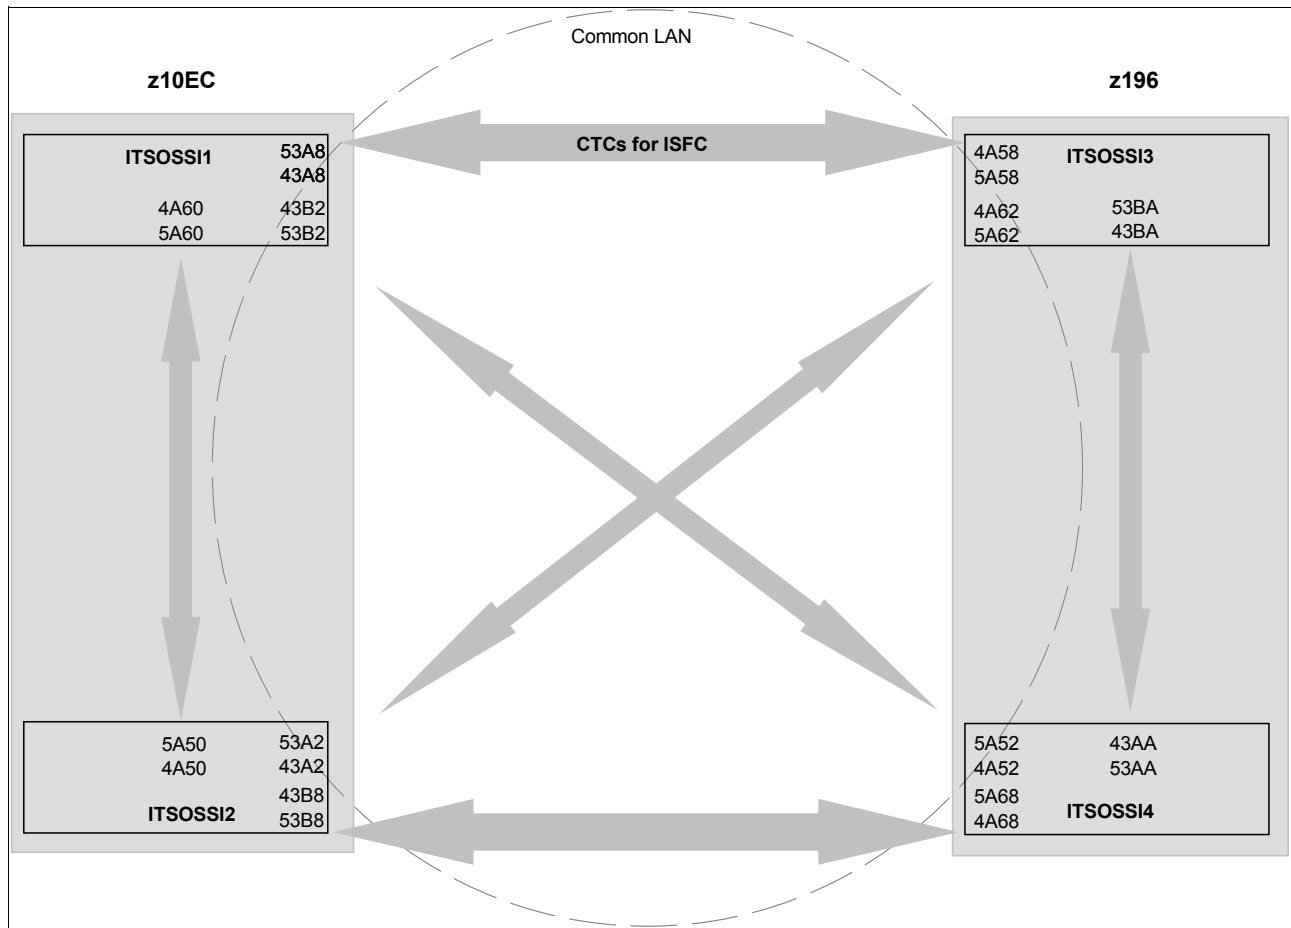 Common LAN
z10EC
z196
CTCs for ISFC
ITSOSSI1
53A8
43A8
4A60
43B2
5A60
53B2
4A58
ITSOSSI3
5A58
4A62
53BA
5A62
43BA
5A50
53A2
4A50
43A2
43B8
ITSOSSI2
53B8
5A52
43AA
4A52
53AA
5A68
ITSOSSI4
4A68